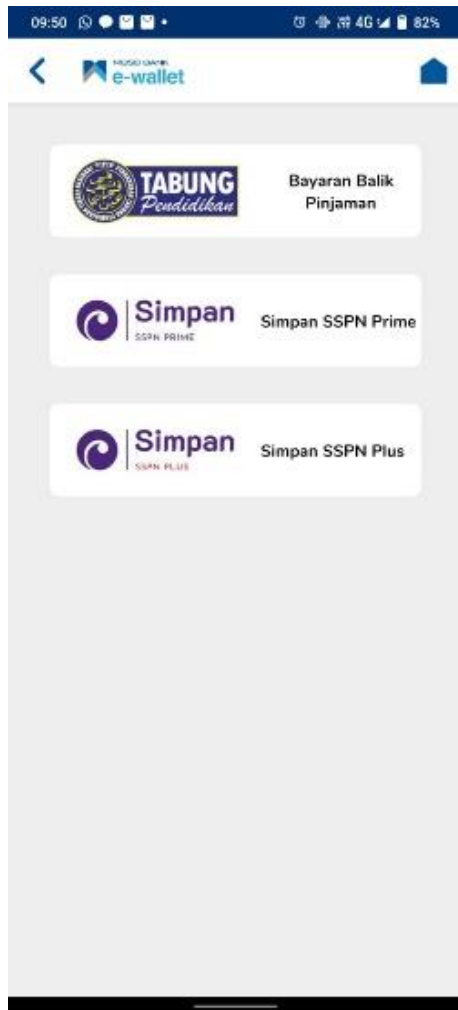 09:50
4G
82%
e-wallet
TABUNG
Pendidikan
Bayaran Balik
Pinjaman
Simpan
SSPN PRIME
Simpan SSPN Prime
Simpan
SSPN PLUS
Simpan SSPN Plus